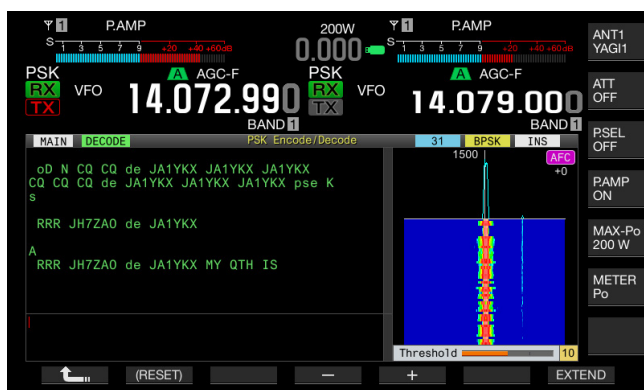 1 P.AMP 200W 1 P.AMP
S 1 3 5 7 9 +20 +40 +60dB 0.000 S 1 3 5 7 9 +20 +40 +60dB
PSK A AGC-F PSK A AGC-F
RX VFO 14.072.990 RX VFO 14.079.000
TX TX
BAND 1 BAND 1
MAIN DECODE PSK Encode/Decode 31 BPSK INS
oD N CQ CQ de JA1YKX JA1YKX JA1YKX
CQ CQ CQ de JA1YKX JA1YKX JA1YKX pse K
s
RRR JH7ZAO de JA1YKX
A
RRR JH7ZAO de JA1YKX MY QTH IS
1500 AFC
+0
Threshold 10
ANT1
YAGI1
ATT
OFF
P.SEL
OFF
P.AMP
ON
MAX-Po
200 W
METER
Po
(RESET) − + EXTEND